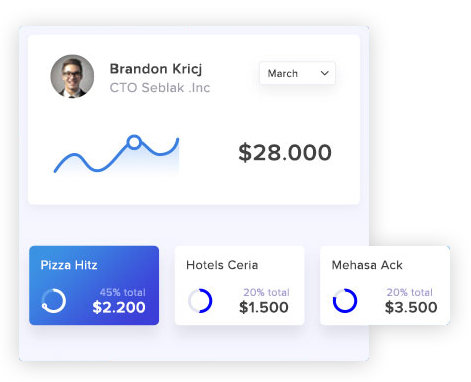 Brandon Kricj
CTO Seblak .Inc
March
$28.000
Pizza Hitz
45% total
$2.200
Hotels Ceria
20% total
$1.500
Mehasa Ack
20% total
$3.500